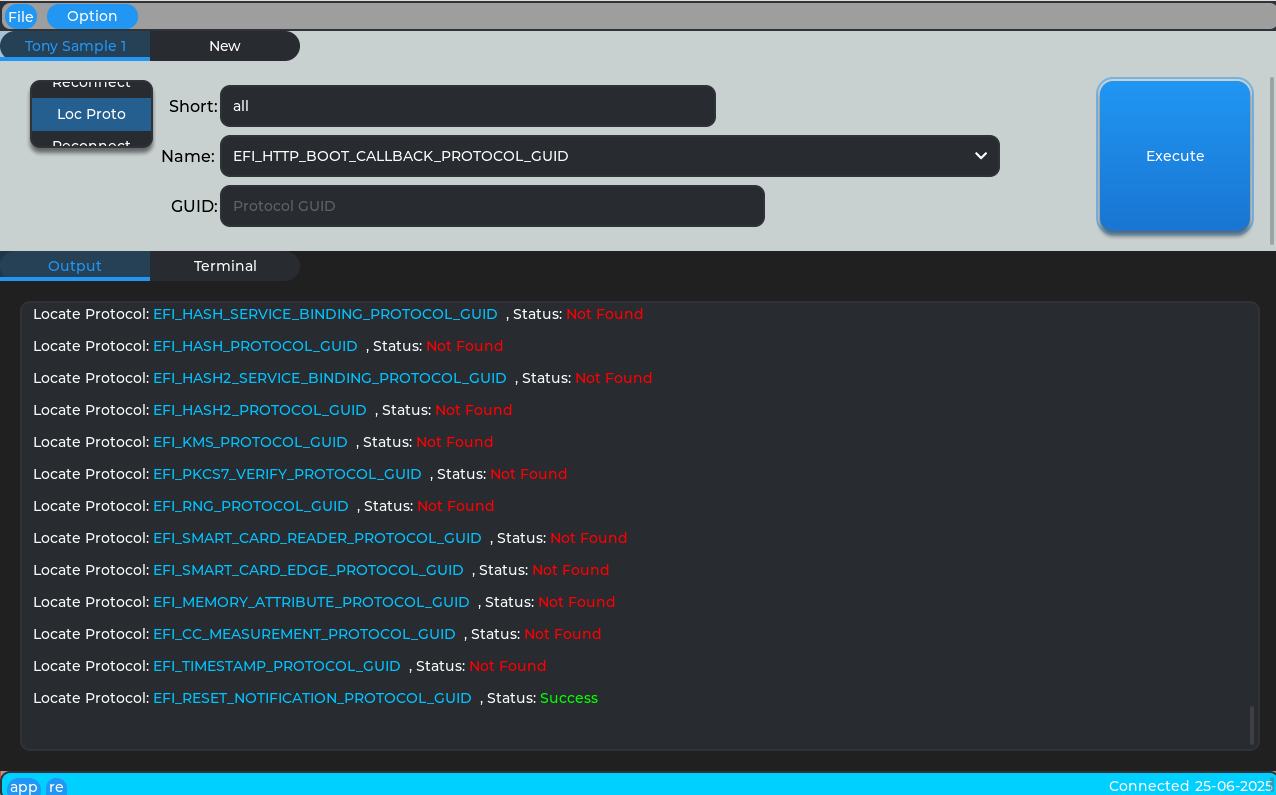 File Option
Tony Sample 1 New
Reconnect
Loc Proto
Reconnect
Short: all
Name: EFI_HTTP_BOOT_CALLBACK_PROTOCOL_GUID
GUID: Protocol GUID
Execute
Output Terminal
Locate Protocol: EFI_HASH_SERVICE_BINDING_PROTOCOL_GUID , Status: Not Found
Locate Protocol: EFI_HASH_PROTOCOL_GUID , Status: Not Found
Locate Protocol: EFI_HASH2_SERVICE_BINDING_PROTOCOL_GUID , Status: Not Found
Locate Protocol: EFI_HASH2_PROTOCOL_GUID , Status: Not Found
Locate Protocol: EFI_KMS_PROTOCOL_GUID , Status: Not Found
Locate Protocol: EFI_PKCS7_VERIFY_PROTOCOL_GUID , Status: Not Found
Locate Protocol: EFI_RNG_PROTOCOL_GUID , Status: Not Found
Locate Protocol: EFI_SMART_CARD_READER_PROTOCOL_GUID , Status: Not Found
Locate Protocol: EFI_SMART_CARD_EDGE_PROTOCOL_GUID , Status: Not Found
Locate Protocol: EFI_MEMORY_ATTRIBUTE_PROTOCOL_GUID , Status: Not Found
Locate Protocol: EFI_CC_MEASUREMENT_PROTOCOL_GUID , Status: Not Found
Locate Protocol: EFI_TIMESTAMP_PROTOCOL_GUID , Status: Not Found
Locate Protocol: EFI_RESET_NOTIFICATION_PROTOCOL_GUID , Status: Success
app re Connected 25-06-2025